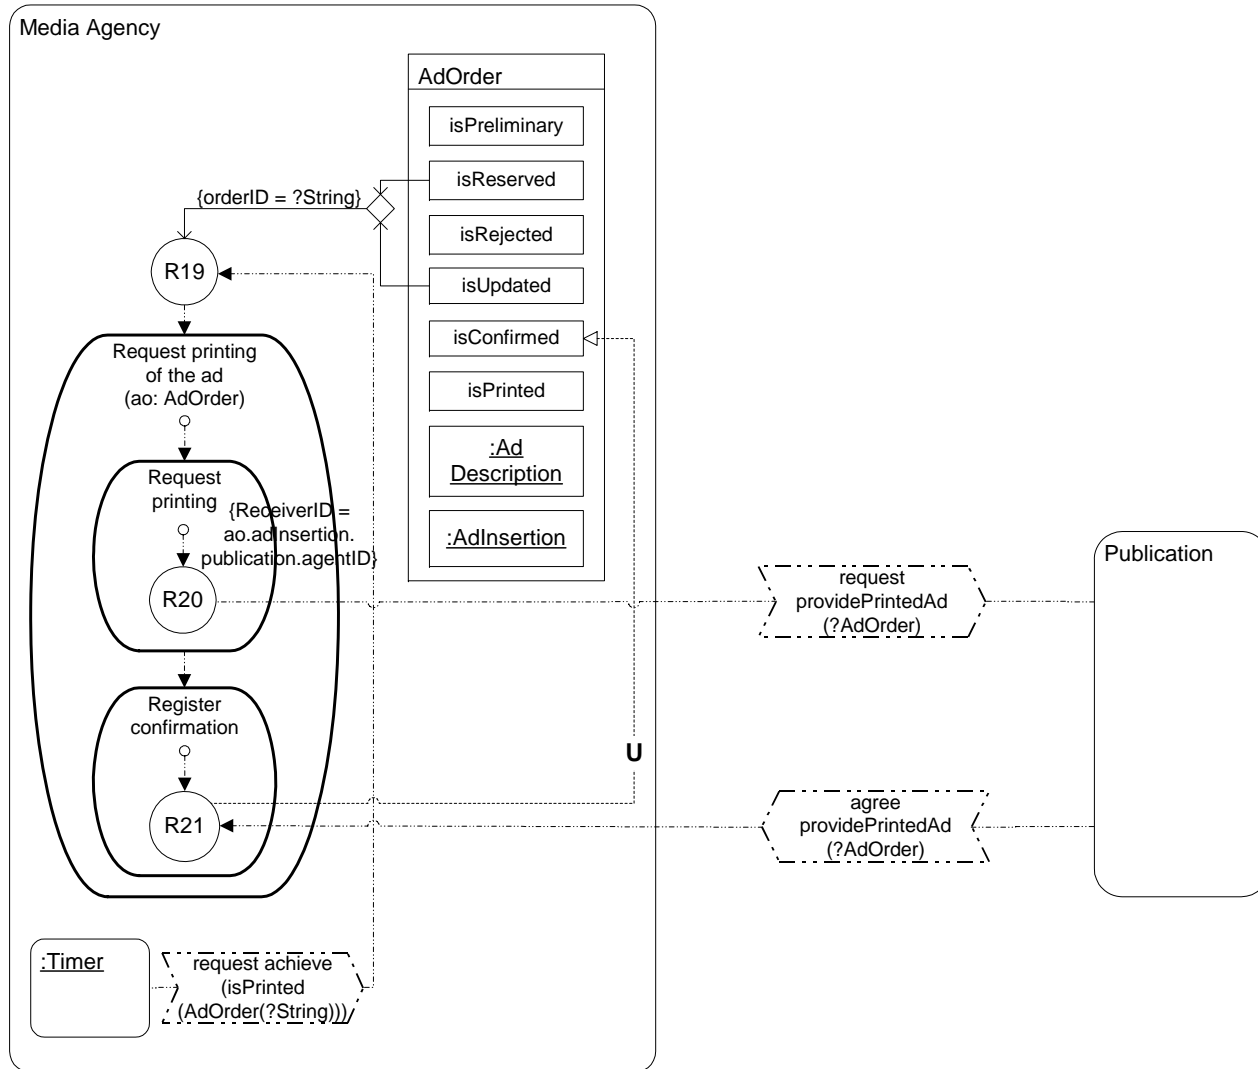 Media Agency
AdOrder
isPreliminary
isReserved
{orderID = ?String}
isRejected
R19
isUpdated
isConfirmed
Request printing
of the ad
(ao: AdOrder)
isPrinted
:Ad
Description
Request
printing
{ReceiverID =
ao.adInsertion.
publication.agentID}
:AdInsertion
R20
request
providePrintedAd
(?AdOrder)
Publication
Register
confirmation
U
R21
agree
providePrintedAd
(?AdOrder)
:Timer
request achieve
(isPrinted
(AdOrder(?String)))